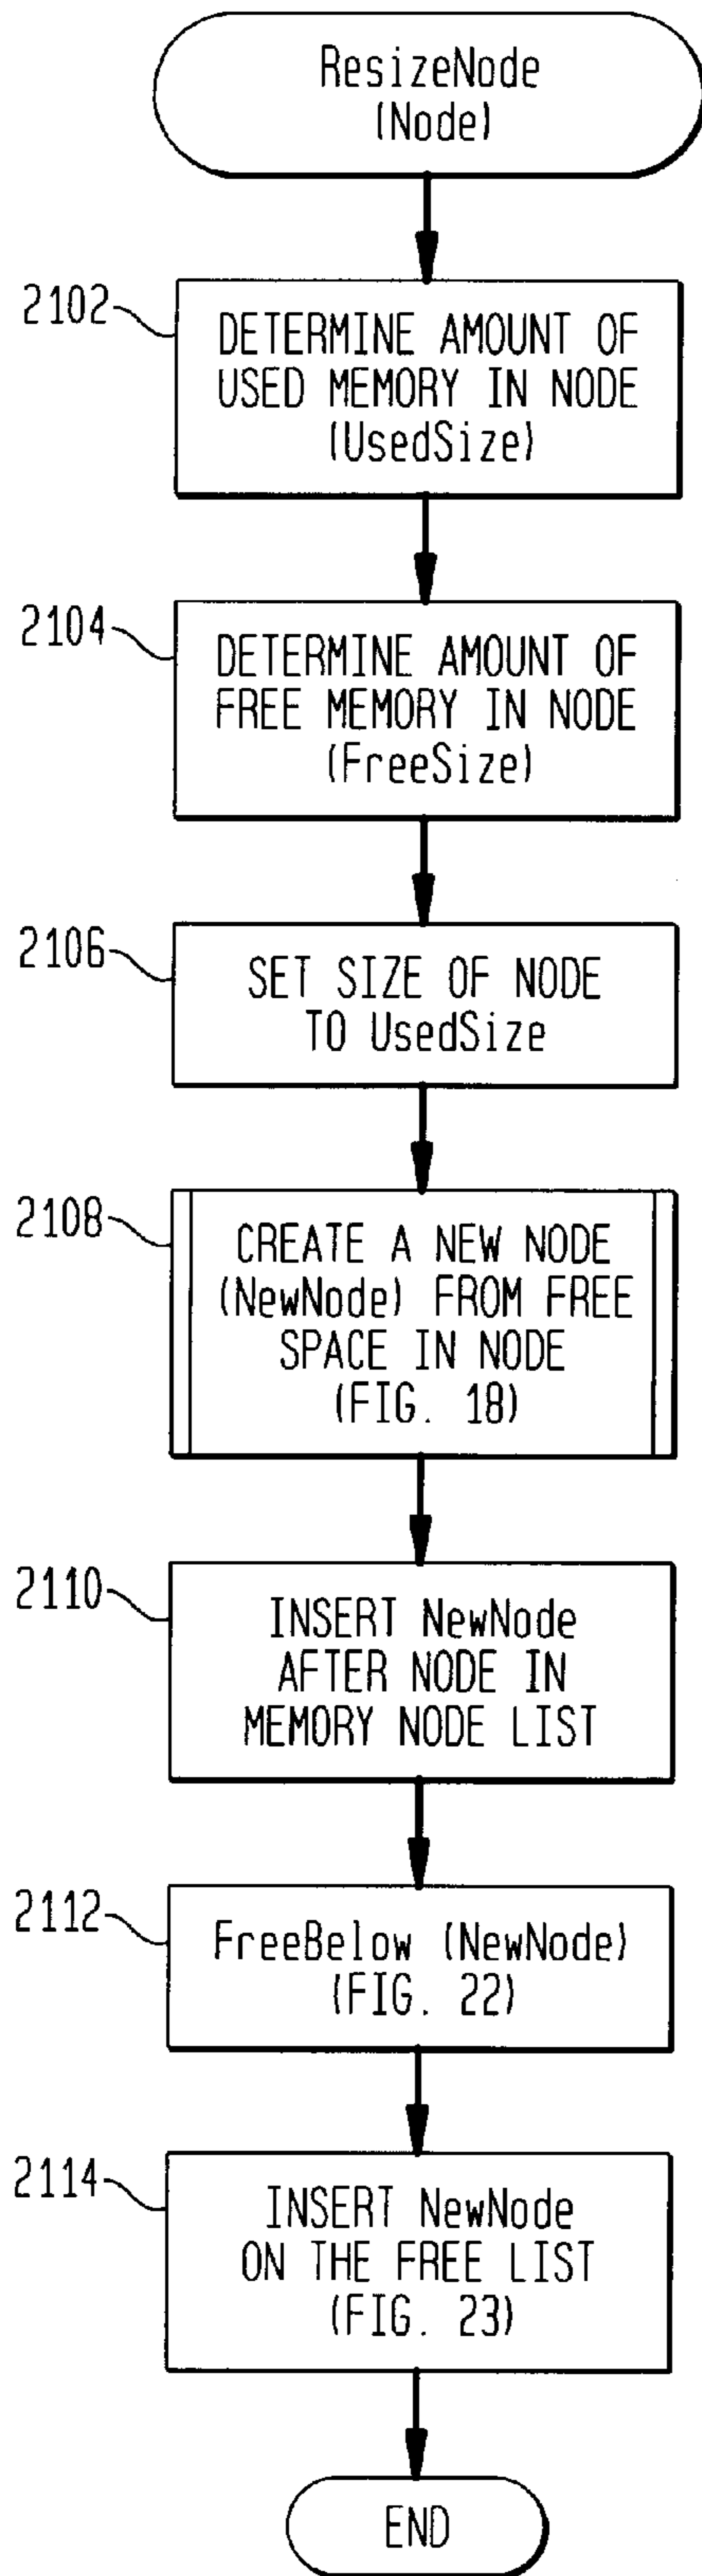 ResizeNode
(Node)
2102
DETERMINE AMOUNT OF
USED MEMORY IN NODE
(UsedSize)
2104
DETERMINE AMOUNT OF
FREE MEMORY IN NODE
(FreeSize)
2106
SET SIZE OF NODE
TO UsedSize
2108
CREATE A NEW NODE
(NewNode) FROM FREE
SPACE IN NODE
(FIG. 18)
2110
INSERT NewNode
AFTER NODE IN
MEMORY NODE LIST
2112
FreeBelow (NewNode)
(FIG. 22)
2114
INSERT NewNode
ON THE FREE LIST
(FIG. 23)
END